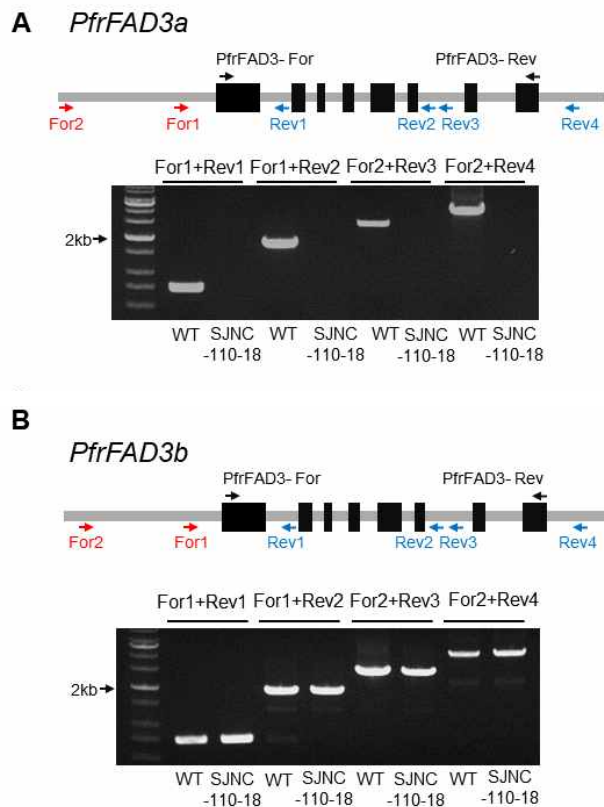 A
PfrFAD3a
PfrFAD3- For
PfrFAD3- Rev
For2
For1
Rev1
Rev2
Rev3
Rev4
For1+Rev1
For1+Rev2
For2+Rev3
For2+Rev4
2kb
WT
SJNC
-110-18
WT
SJNC
-110-18
WT
SJNC
-110-18
WT
SJNC
-110-18
B
PfrFAD3b
PfrFAD3- For
PfrFAD3- Rev
For2
For1
Rev1
Rev2
Rev3
Rev4
For1+Rev1
For1+Rev2
For2+Rev3
For2+Rev4
2kb
WT
SJNC
-110-18
WT
SJNC
-110-18
WT
SJNC
-110-18
WT
SJNC
-110-18